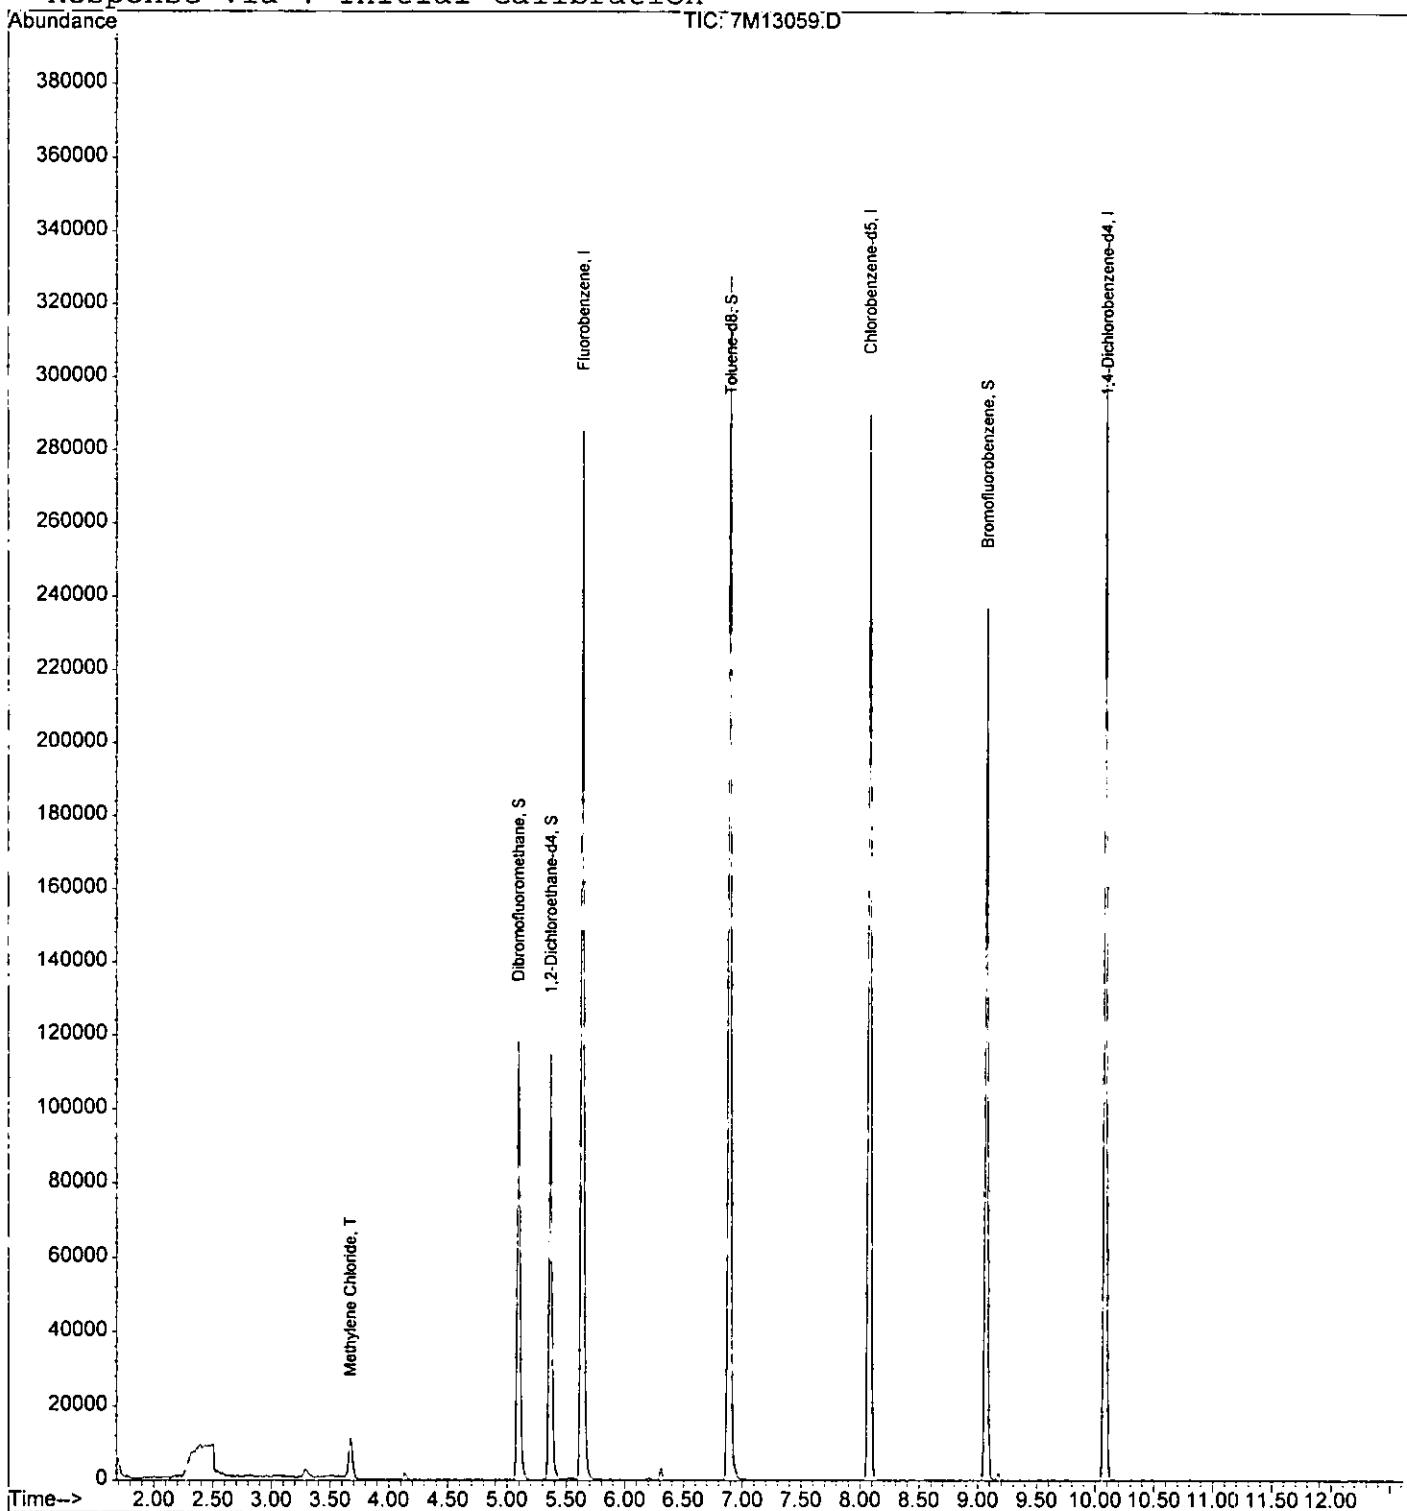 Response via : Initial Calibration
Abundance
TIC: 7M13059.D
380000
360000
340000
320000
300000
280000
260000
240000
220000
200000
180000
160000
140000
120000
100000
80000
60000
40000
20000
0
Methylene Chloride, T
Dibromofluoromethane, S
1,2-Dichloroethane-d4, S
Fluorobenzene, I
Toluene-d8, S
Chlorobenzene-d5, I
Bromofluorobenzene, S
1,4-Dichlorobenzene-d4, I
Time--> 2.00 2.50 3.00 3.50 4.00 4.50 5.00 5.50 6.00 6.50 7.00 7.50 8.00 8.50 9.00 9.50 10.00 10.50 11.00 11.50 12.00